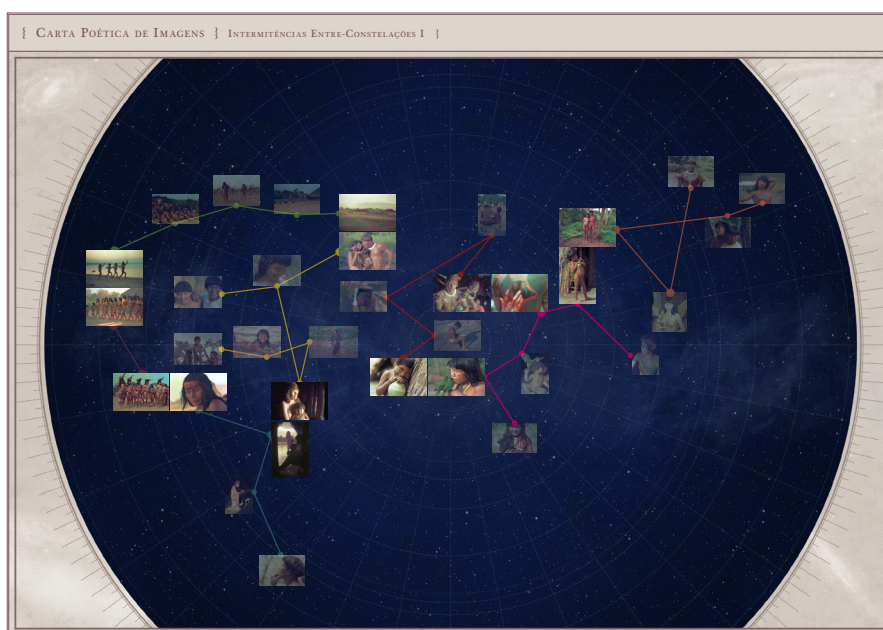 { Carta Poética de Imagens } Intermitências Entre-Constelações I }